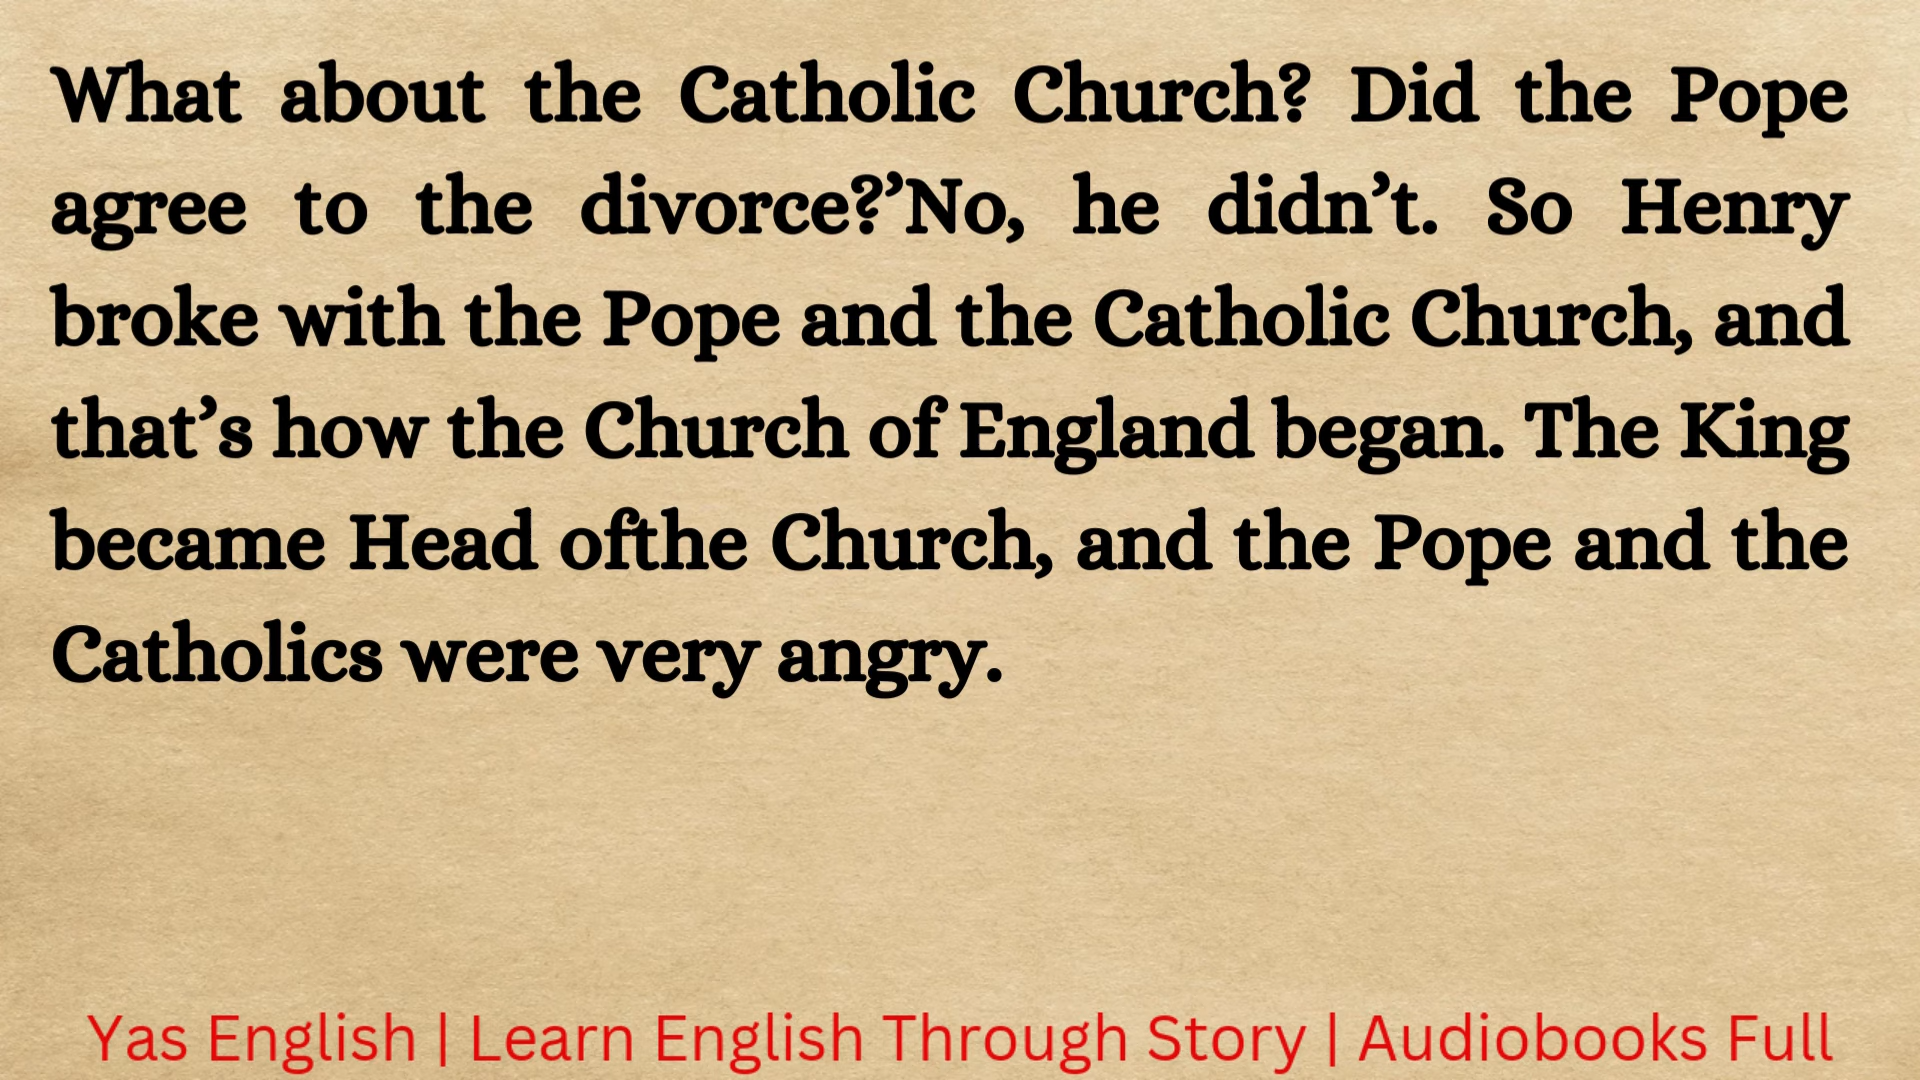 What about the Catholic Church? Did the Pope
agree to the divorce?’No, he didn’t. So Henry
broke with the Pope and the Catholic Church, and
that’s how the Church of England began. The King
became Head ofthe Church, and the Pope and the
Catholics were very angry.
Yas English | Learn English Through Story | Audiobooks Full